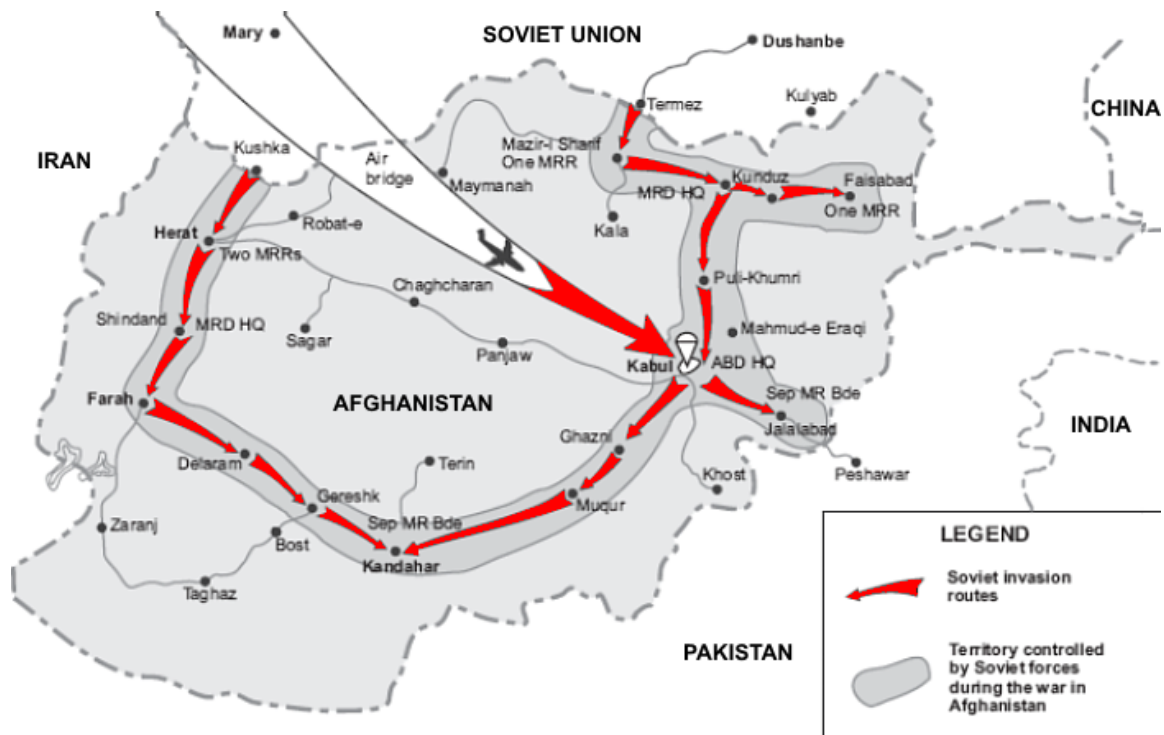 Mary
SOVIET UNION
Dushanbe
Kulyab
CHINA
Termez
IRAN
Kushka
Air
bridge
Maymanah
Mazir-i Sharif
One MRR
MRD HQ
Kunduz
Faisabad
One MRR
Herat
Robat-e
Two MRRs
Kala
Puli-Khumri
Chaghcharan
Shindand
MRD HQ
Sagar
Panjaw
Mahmud-e Eraqi
Kabul
ABD HQ
Farah
AFGHANISTAN
Sep MR Bde
Jalalabad
INDIA
Ghazni
Delaram
Terin
Khost
Peshawar
Gereshk
Muqur
Zaranj
Bost
Sep MR Bde
Kandahar
Taghaz
PAKISTAN
LEGEND
Soviet invasion
routes
Territory controlled
by Soviet forces
during the war in
Afghanistan